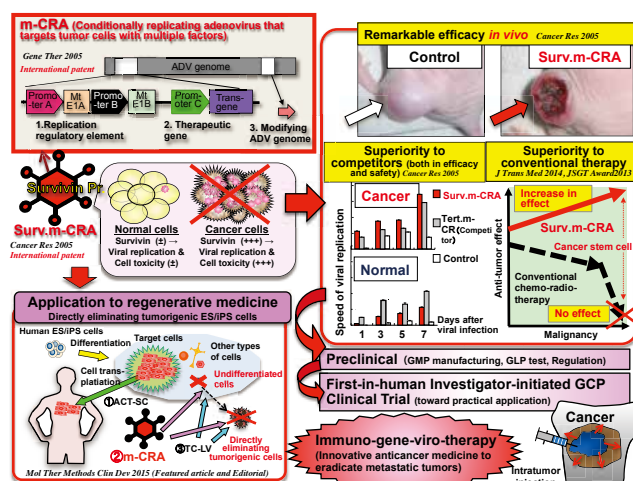 m-CRA (Conditionally replicating adenovirus that
targets tumor cells with multiple factors)
Gene Ther 2005
International patent
ADV genome
Promo-
ter A
Mt
E1A
Promo-
ter B
Mt
E1B
Prom-
oter C
Trans-
gene
1.Replication
regulatory element
2. Therapeutic
gene
3. Modifying
ADV genome
Survivin Pr
Surv.m-CRA
Cancer Res 2005
International patent
Normal cells
Survivin (±) →
Viral replication &
Cell toxicity (±)
Cancer cells
Survivin (+++) →
Viral replication &
Cell toxicity (+++)
Application to regenerative medicine
Directly eliminating tumorigenic ES/iPS cells
Human ES/iPS cells
Differentiation
Target cells
Other types
of cells
Undifferentiated
cells
Cell trans-
platiation
①ACT-SC
②m-CRA
③TC-LV
Directly
eliminating
tumorigenic cells
Mol Ther Methods Clin Dev 2015 (Featured article and Editorial)
Remarkable efficacy in vivo Cancer Res 2005
Control
Surv.m-CRA
Superiority to
competitors (both in efficacy
and safety) Cancer Res 2005
Superiority to
conventional therapy
J Trans Med 2014, JSGT Award2013
Speed of viral replication
Cancer
Surv.m-CRA
Tert.m-
CR(Competi
tor)
Control
Normal
1 3 5 7
Days after
viral infection
Anti-tumor effect
Increase in
effect
Surv.m-CRA
Cancer stem cell
Conventional
chemo-radio-
therapy
No effect
Malignancy
Preclinical (GMP manufacturing, GLP test, Regulation)
First-in-human Investigator-initiated GCP
Clinical Trial (toward practical application)
Immuno-gene-viro-therapy
(Innovative anticancer medicine to
eradicate metastatic tumors)
Cancer
Intratumor